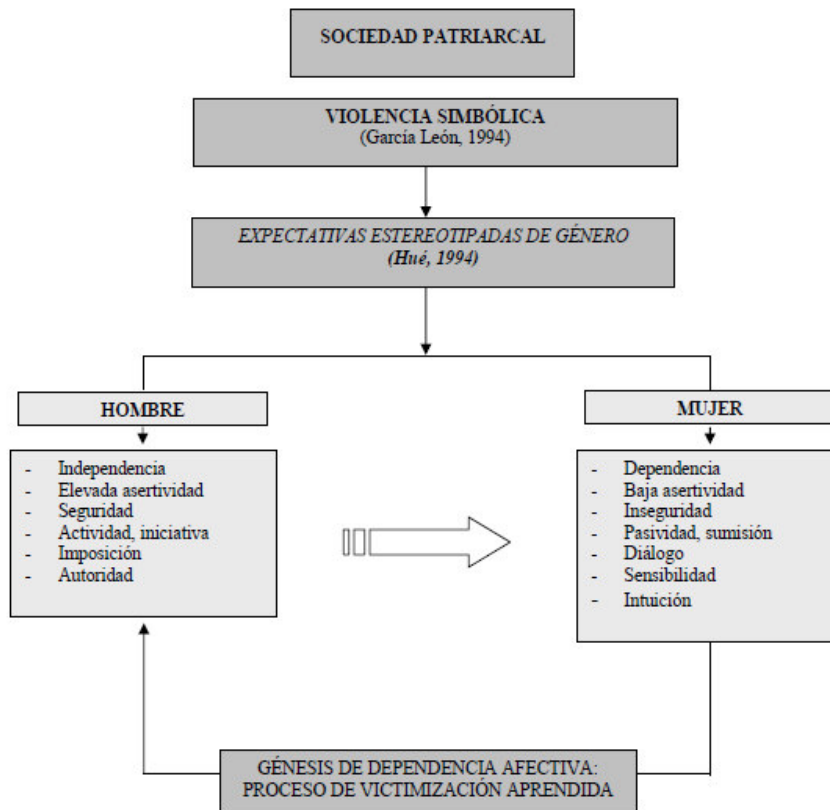 SOCIEDAD PATRIARCAL
VIOLENCIA SIMBÓLICA
(García León, 1994)
EXPECTATIVAS ESTEREOTIPADAS DE GÉNERO
(Hué, 1994)
HOMBRE
- Independencia
- Elevada asertividad
- Seguridad
- Actividad, iniciativa
- Imposición
- Autoridad
MUJER
- Dependencia
- Baja asertividad
- Inseguridad
- Pasividad, sumisión
- Diálogo
- Sensibilidad
- Intuición
GÉNESIS DE DEPENDENCIA AFECTIVA:
PROCESO DE VICTIMIZACIÓN APRENDIDA